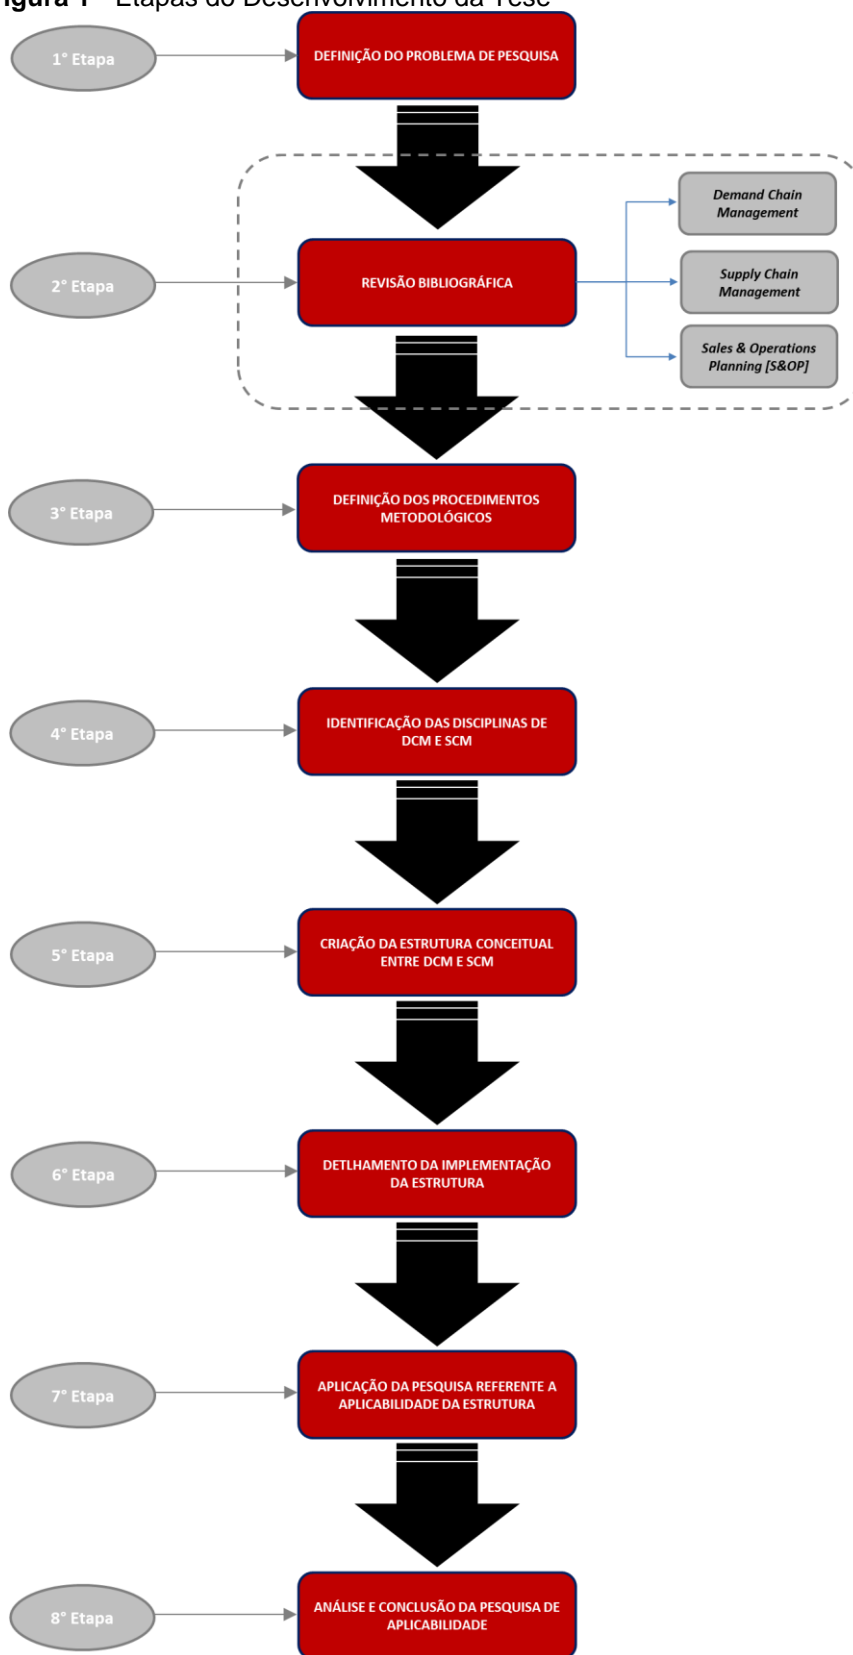 igura 1 - Etapas do Desenvolvimento da Tese
1° Etapa
DEFINIÇÃO DO PROBLEMA DE PESQUISA
Demand Chain
Management
2° Etapa
REVISÃO BIBLIOGRÁFICA
Supply Chain
Management
Sales & Operations
Planning [S&OP]
3° Etapa
DEFINIÇÃO DOS PROCEDIMENTOS
METODOLÓGICOS
4° Etapa
IDENTIFICAÇÃO DAS DISCIPLINAS DE
DCM E SCM
5° Etapa
CRIAÇÃO DA ESTRUTURA CONCEITUAL
ENTRE DCM E SCM
6° Etapa
DETLHAMENTO DA IMPLEMENTAÇÃO
DA ESTRUTURA
7° Etapa
APLICAÇÃO DA PESQUISA REFERENTE A
APLICABILIDADE DA ESTRUTURA
8° Etapa
ANÁLISE E CONCLUSÃO DA PESQUISA DE
APLICABILIDADE